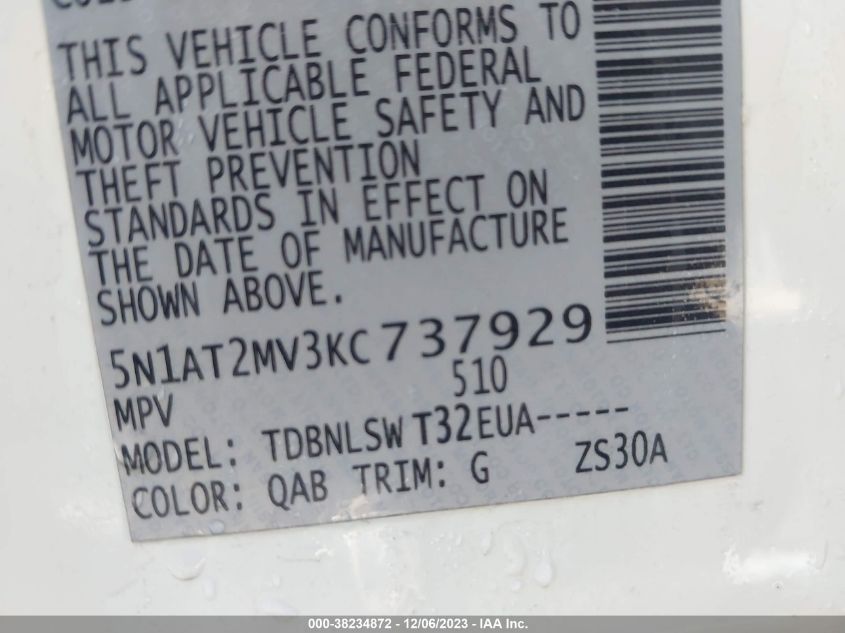 THIS VEHICLE CONFORMS TO
ALL APPLICABLE FEDERAL
MOTOR VEHICLE SAFETY AND
THEFT PREVENTION
STANDARDS IN EFFECT ON
THE DATE OF MANUFACTURE
SHOWN ABOVE.
5N1AT2MV3KC737929
MPV 510
MODEL: TDBNLSW T32EUA-----
COLOR: QAB TRIM: G ZS30A
000-38234872 - 12/06/2023 - IAA Inc.